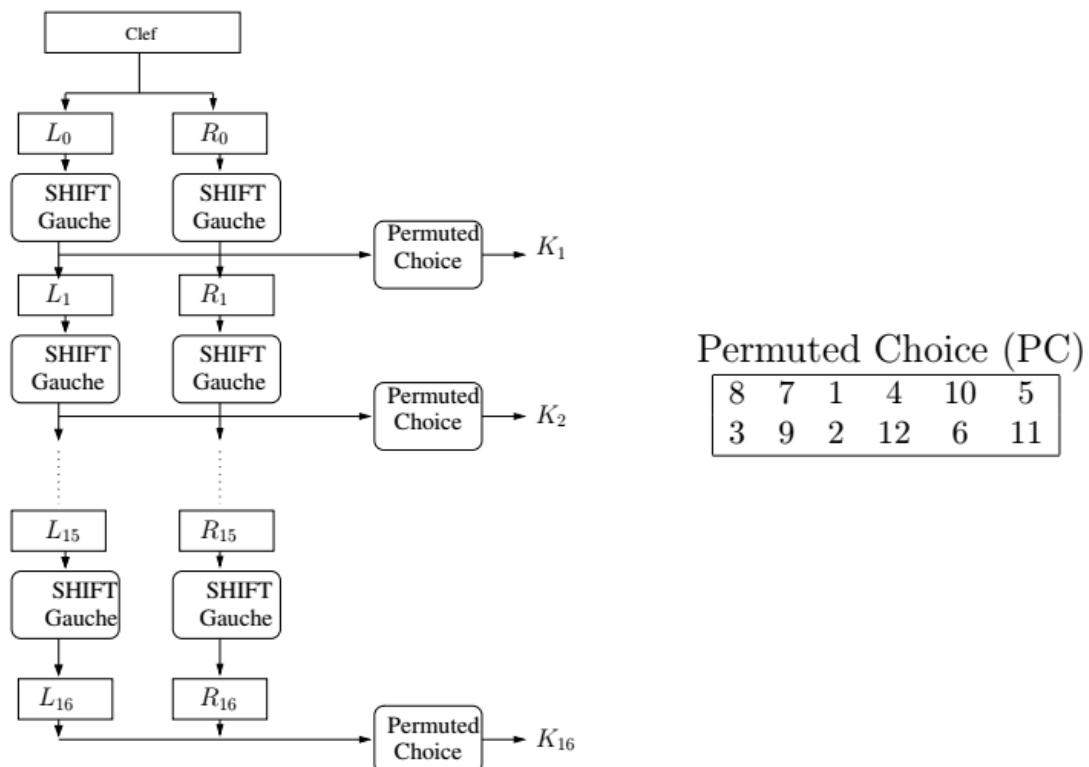 Clef
L₀ R₀
SHIFT SHIFT
Gauche Gauche
Permuted
Choice
K₁
L₁ R₁
SHIFT SHIFT
Gauche Gauche
Permuted
Choice
K₂
L₁₅ R₁₅
SHIFT SHIFT
Gauche Gauche
L₁₆ R₁₆
Permuted
Choice
K₁₆
Permuted Choice (PC)
8 7 1 4 10 5
3 9 2 12 6 11